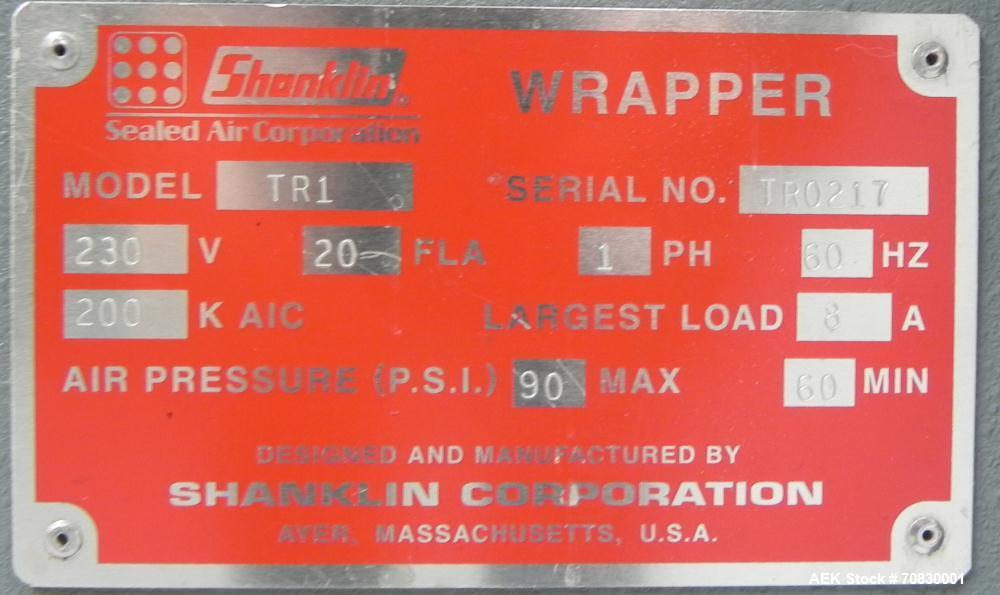 Shanklin®
Sealed Air Corporation
WRAPPER
MODEL TR1 SERIAL NO. TR0217
230 V 20 FLA 1 PH 60 HZ
200 K AIC LARGEST LOAD 8 A
AIR PRESSURE (P.S.I.) 90 MAX 60 MIN
DESIGNED AND MANUFACTURED BY
SHANKLIN CORPORATION
AYER, MASSACHUSETTS, U.S.A.
AEK Stock # 70830001